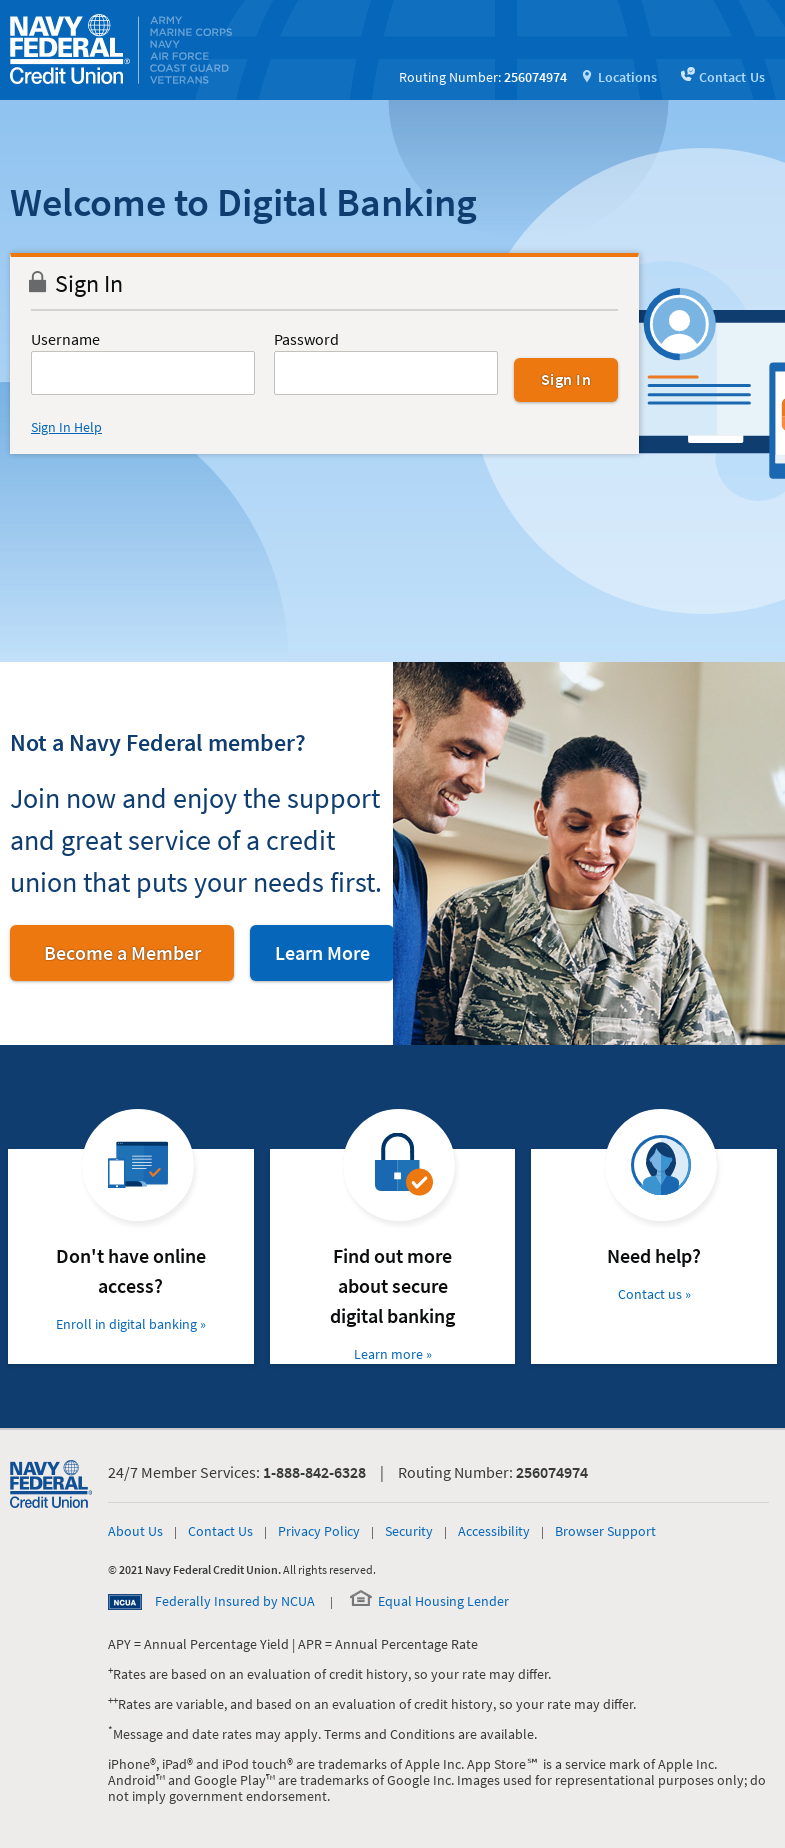 NAVY
FEDERAL®
Credit Union
ARMY
MARINE CORPS
NAVY
AIR FORCE
COAST GUARD
VETERANS
Routing Number: 256074974
Locations
Contact Us
Welcome to Digital Banking
Sign In
Username
Password
Sign In
Sign In Help
Not a Navy Federal member?
Join now and enjoy the support
and great service of a credit
union that puts your needs first.
Become a Member
Learn More
Don't have online
access?
Enroll in digital banking »
Find out more
about secure
digital banking
Learn more »
Need help?
Contact us »
NAVY
FEDERAL®
Credit Union
24/7 Member Services: 1-888-842-6328 | Routing Number: 256074974
About Us | Contact Us | Privacy Policy | Security | Accessibility | Browser Support
© 2021 Navy Federal Credit Union. All rights reserved.
NCUA Federally Insured by NCUA | Equal Housing Lender
APY = Annual Percentage Yield | APR = Annual Percentage Rate
+Rates are based on an evaluation of credit history, so your rate may differ.
++Rates are variable, and based on an evaluation of credit history, so your rate may differ.
*Message and date rates may apply. Terms and Conditions are available.
iPhone®, iPad® and iPod touch® are trademarks of Apple Inc. App Store℠ is a service mark of Apple Inc.
Android™ and Google Play™ are trademarks of Google Inc. Images used for representational purposes only; do
not imply government endorsement.